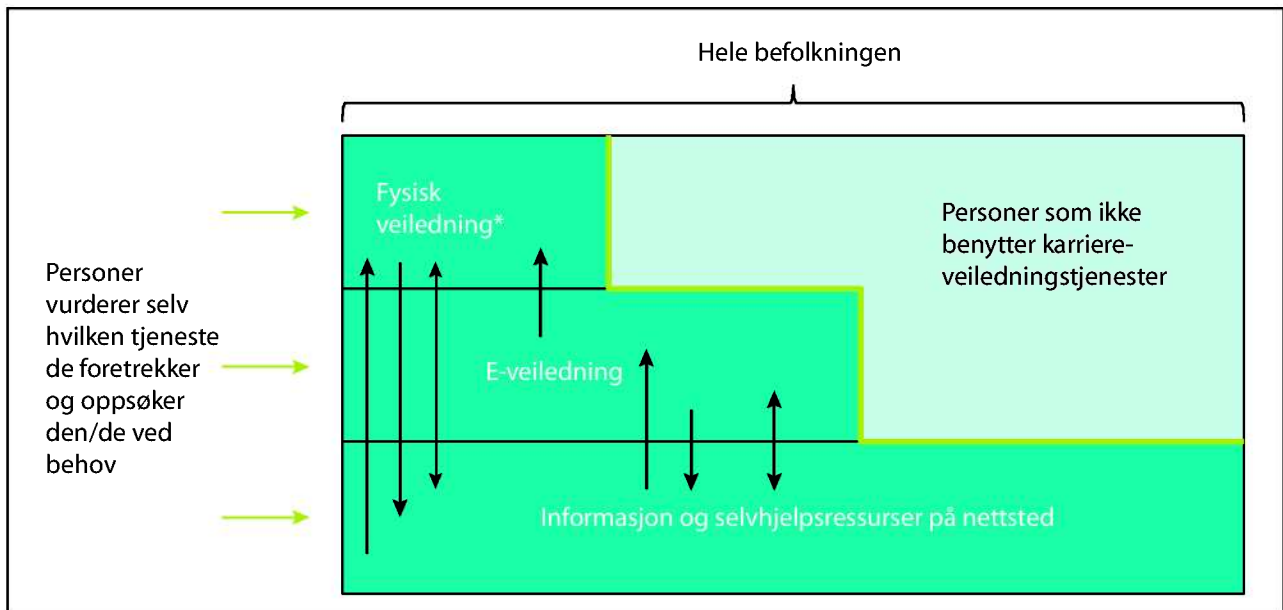 Hele befolkningen
Fysisk
veiledning*
Personer som ikke
benytter karriere-
veiledningstjenester
Personer
vurderer selv
hvilken tjeneste
de foretrekker
og oppsøker
den/de ved
behov
E-veiledning
Informasjon og selvhjelpsressurser på nettsted